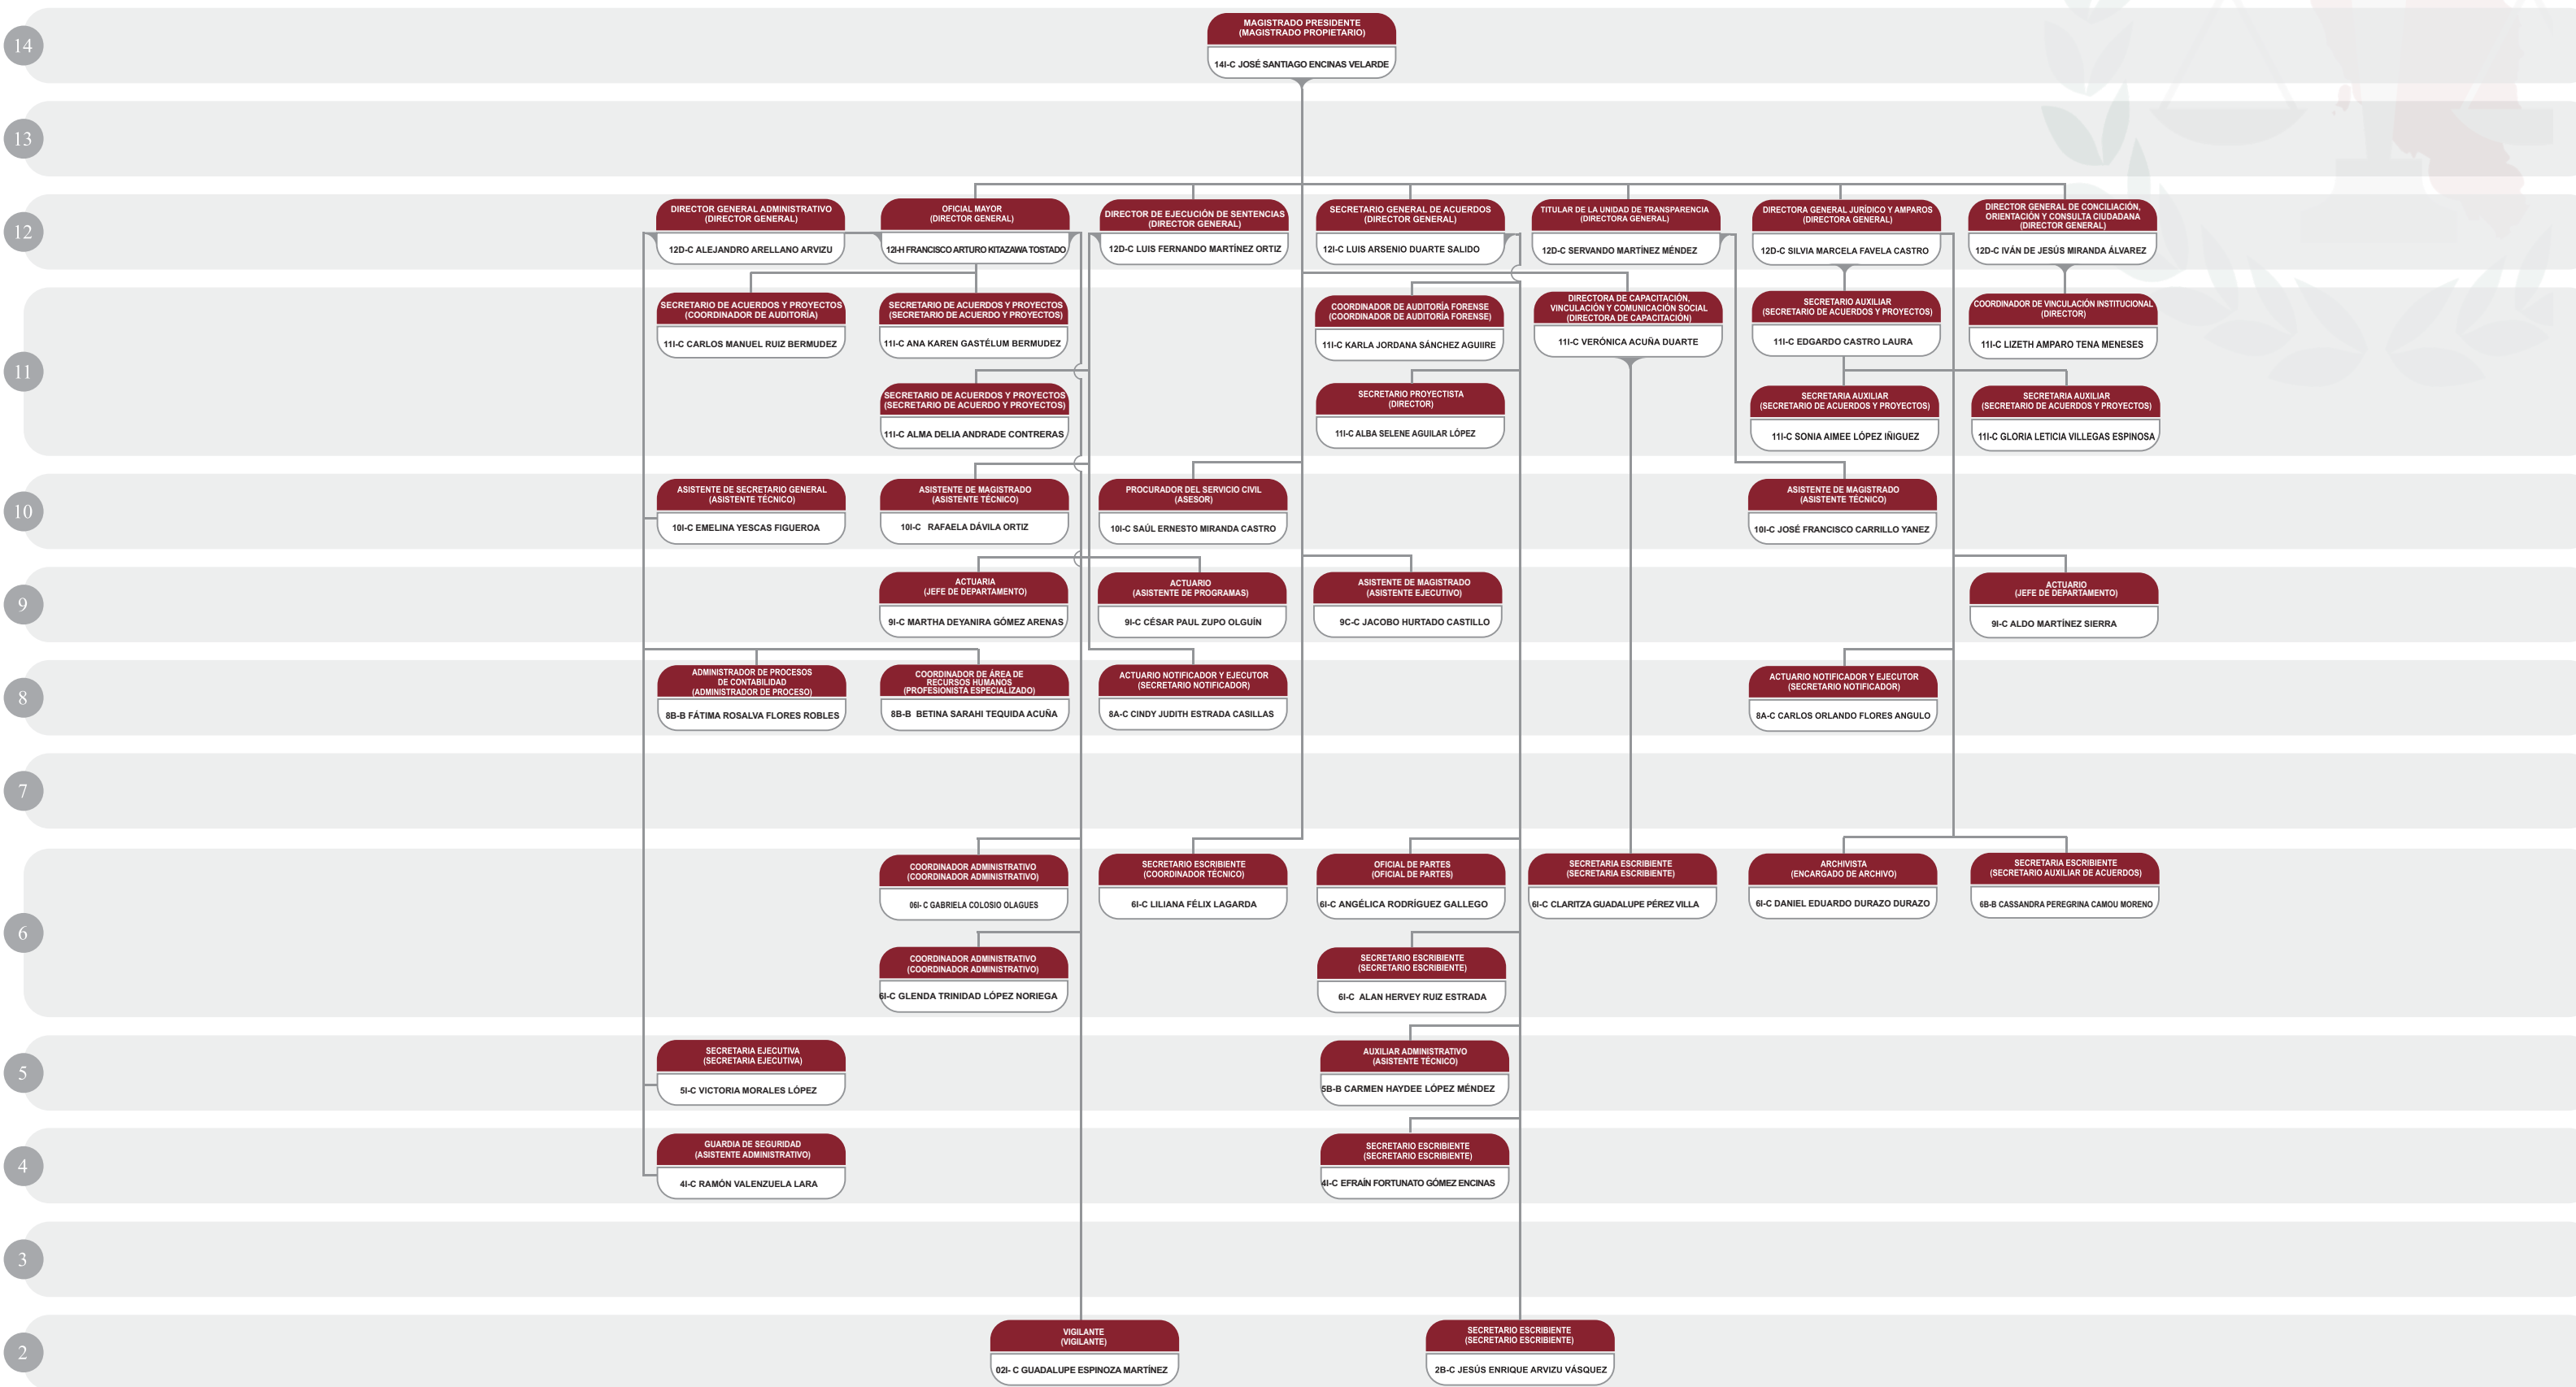 14
MAGISTRADO PRESIDENTE
(MAGISTRADO PROPIETARIO)
14I-C JOSÉ SANTIAGO ENCINAS VELARDE
13
12
DIRECTOR GENERAL ADMINISTRATIVO
(DIRECTOR GENERAL)
12D-C ALEJANDRO ARELLANO ARVIZU
OFICIAL MAYOR
(DIRECTOR GENERAL)
12I-H FRANCISCO ARTURO KITAZAWA TOSTADO
DIRECTOR DE EJECUCIÓN DE SENTENCIAS
(DIRECTOR GENERAL)
12D-C LUIS FERNANDO MARTÍNEZ ORTIZ
SECRETARIO GENERAL DE ACUERDOS
(DIRECTOR GENERAL)
12I-C LUIS ARSENIO DUARTE SALIDO
TITULAR DE LA UNIDAD DE TRANSPARENCIA
(DIRECTORA GENERAL)
12D-C SERVANDO MARTÍNEZ MÉNDEZ
DIRECTORA GENERAL JURÍDICO Y AMPAROS
(DIRECTORA GENERAL)
12D-C SILVIA MARCELA FAVELA CASTRO
DIRECTOR GENERAL DE CONCILIACIÓN,
ORIENTACIÓN Y CONSULTA CIUDADANA
(DIRECTOR GENERAL)
12D-C IVÁN DE JESÚS MIRANDA ÁLVAREZ
11
SECRETARIO DE ACUERDOS Y PROYECTOS
(COORDINADOR DE AUDITORÍA)
11I-C CARLOS MANUEL RUIZ BERMUDEZ
SECRETARIO DE ACUERDOS Y PROYECTOS
(SECRETARIO DE ACUERDO Y PROYECTOS)
11I-C ANA KAREN GASTÉLUM BERMUDEZ
COORDINADOR DE AUDITORÍA FORENSE
(COORDINADOR DE AUDITORÍA FORENSE)
11I-C KARLA JORDANA SÁNCHEZ AGUIIRE
DIRECTORA DE CAPACITACIÓN,
VINCULACIÓN Y COMUNICACIÓN SOCIAL
(DIRECTORA DE CAPACITACIÓN)
11I-C VERÓNICA ACUÑA DUARTE
SECRETARIO AUXILIAR
(SECRETARIO DE ACUERDOS Y PROYECTOS)
11I-C EDGARDO CASTRO LAURA
COORDINADOR DE VINCULACIÓN INSTITUCIONAL
(DIRECTOR)
11I-C LIZETH AMPARO TENA MENESES
SECRETARIO DE ACUERDOS Y PROYECTOS
(SECRETARIO DE ACUERDO Y PROYECTOS)
11I-C ALMA DELIA ANDRADE CONTRERAS
SECRETARIO PROYECTISTA
(DIRECTOR)
11I-C ALBA SELENE AGUILAR LÓPEZ
SECRETARIA AUXILIAR
(SECRETARIO DE ACUERDOS Y PROYECTOS)
11I-C SONIA AIMEE LÓPEZ IÑIGUEZ
SECRETARIA AUXILIAR
(SECRETARIO DE ACUERDOS Y PROYECTOS)
11I-C GLORIA LETICIA VILLEGAS ESPINOSA
10
ASISTENTE DE SECRETARIO GENERAL
(ASISTENTE TÉCNICO)
10I-C EMELINA YESCAS FIGUEROA
ASISTENTE DE MAGISTRADO
(ASISTENTE TÉCNICO)
10I-C RAFAELA DÁVILA ORTIZ
PROCURADOR DEL SERVICIO CIVIL
(ASESOR)
10I-C SAÚL ERNESTO MIRANDA CASTRO
ASISTENTE DE MAGISTRADO
(ASISTENTE TÉCNICO)
10I-C JOSÉ FRANCISCO CARRILLO YANEZ
9
ACTUARIA
(JEFE DE DEPARTAMENTO)
9I-C MARTHA DEYANIRA GÓMEZ ARENAS
ACTUARIO
(ASISTENTE DE PROGRAMAS)
9I-C CÉSAR PAUL ZUPO OLGUÍN
ASISTENTE DE MAGISTRADO
(ASISTENTE EJECUTIVO)
9C-C JACOBO HURTADO CASTILLO
ACTUARIO
(JEFE DE DEPARTAMENTO)
9I-C ALDO MARTÍNEZ SIERRA
8
ADMINISTRADOR DE PROCESOS
DE CONTABILIDAD
(ADMINISTRADOR DE PROCESO)
8B-B FÁTIMA ROSALVA FLORES ROBLES
COORDINADOR DE ÁREA DE
RECURSOS HUMANOS
(PROFESIONISTA ESPECIALIZADO)
8B-B BETINA SARAHI TEQUIDA ACUÑA
ACTUARIO NOTIFICADOR Y EJECUTOR
(SECRETARIO NOTIFICADOR)
8A-C CINDY JUDITH ESTRADA CASILLAS
ACTUARIO NOTIFICADOR Y EJECUTOR
(SECRETARIO NOTIFICADOR)
8A-C CARLOS ORLANDO FLORES ANGULO
7
6
COORDINADOR ADMINISTRATIVO
(COORDINADOR ADMINISTRATIVO)
06I- C GABRIELA COLOSIO OLAGUES
SECRETARIO ESCRIBIENTE
(COORDINADOR TÉCNICO)
6I-C LILIANA FÉLIX LAGARDA
OFICIAL DE PARTES
(OFICIAL DE PARTES)
6I-C ANGÉLICA RODRÍGUEZ GALLEGO
SECRETARIA ESCRIBIENTE
(SECRETARIA ESCRIBIENTE)
6I-C CLARITZA GUADALUPE PÉREZ VILLA
ARCHIVISTA
(ENCARGADO DE ARCHIVO)
6I-C DANIEL EDUARDO DURAZO DURAZO
SECRETARIA ESCRIBIENTE
(SECRETARIO AUXILIAR DE ACUERDOS)
6B-B CASSANDRA PEREGRINA CAMOU MORENO
COORDINADOR ADMINISTRATIVO
(COORDINADOR ADMINISTRATIVO)
6I-C GLENDA TRINIDAD LÓPEZ NORIEGA
SECRETARIO ESCRIBIENTE
(SECRETARIO ESCRIBIENTE)
6I-C ALAN HERVEY RUIZ ESTRADA
5
SECRETARIA EJECUTIVA
(SECRETARIA EJECUTIVA)
5I-C VICTORIA MORALES LÓPEZ
AUXILIAR ADMINISTRATIVO
(ASISTENTE TÉCNICO)
5B-B CARMEN HAYDEE LÓPEZ MÉNDEZ
4
GUARDIA DE SEGURIDAD
(ASISTENTE ADMINISTRATIVO)
4I-C RAMÓN VALENZUELA LARA
SECRETARIO ESCRIBIENTE
(SECRETARIO ESCRIBIENTE)
4I-C EFRAÍN FORTUNATO GÓMEZ ENCINAS
3
2
VIGILANTE
(VIGILANTE)
02I- C GUADALUPE ESPINOZA MARTÍNEZ
SECRETARIO ESCRIBIENTE
(SECRETARIO ESCRIBIENTE)
2B-C JESÚS ENRIQUE ARVIZU VÁSQUEZ